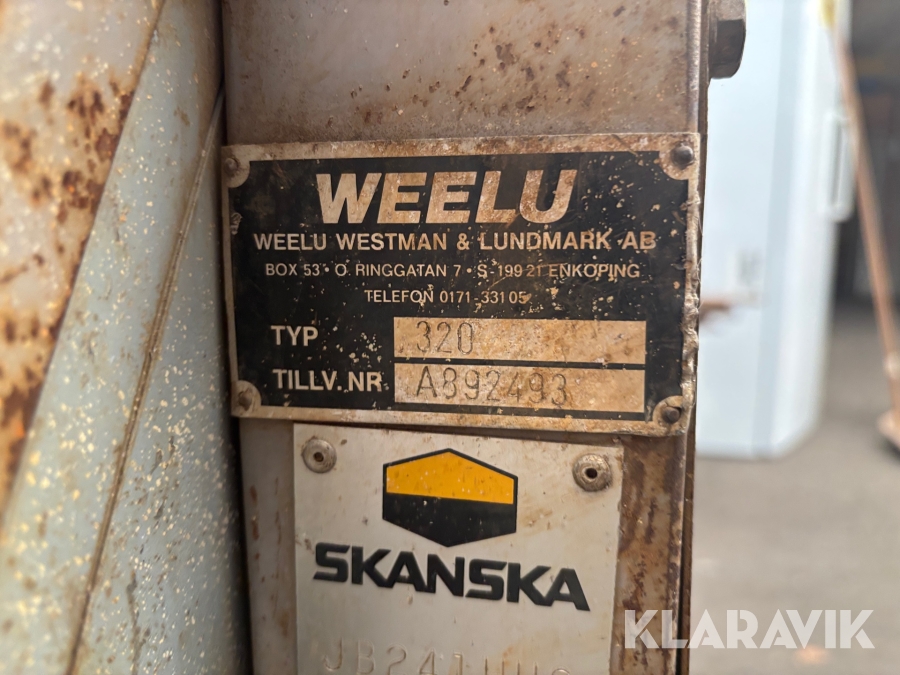 WEELU
WEELU WESTMAN & LUNDMARK AB
BOX 53 • Ö RINGGATAN 7 • S-199 21 ENKÖPING
TELEFON 0171-331 05
TYP 320
TILLV. NR A892493
SKANSKA
KLARAVIK